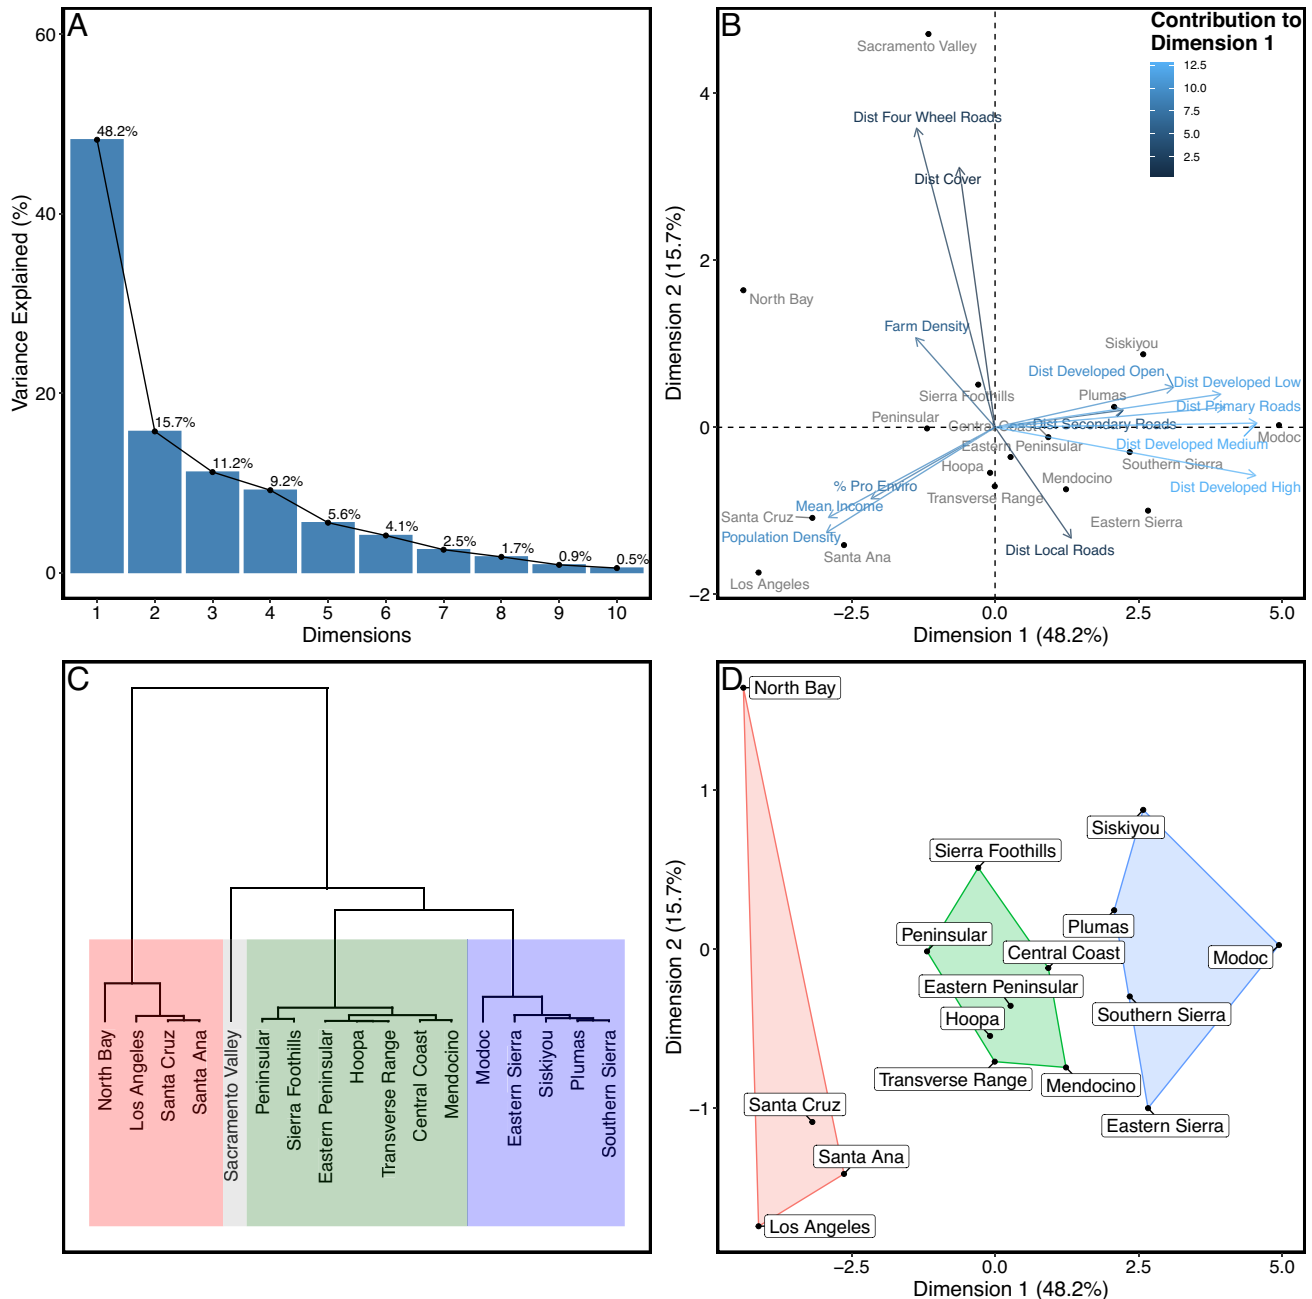 A
60
40
20
0
Variance Explained (%)
48.2%
15.7%
11.2%
9.2%
5.6%
4.1%
2.5%
1.7%
0.9%
0.5%
1 2 3 4 5 6 7 8 9 10
Dimensions
B
Contribution to
Dimension 1
12.5
10.0
7.5
5.0
2.5
Dimension 2 (15.7%)
4
2
0
−2
Sacramento Valley
Dist Four Wheel Roads
Dist Cover
North Bay
Farm Density
Siskiyou
Dist Developed Open
Dist Developed Low
Sierra Foothills
Plumas
Dist Primary Roads
Peninsular
Central Coast
Dist Secondary Roads
Modoc
Eastern Peninsular
Dist Developed Medium
Hoopa
Southern Sierra
Mendocino
% Pro Enviro
Dist Developed High
Transverse Range
Mean Income
Santa Cruz
Eastern Sierra
Population Density
Dist Local Roads
Santa Ana
Los Angeles
−2.5 0.0 2.5 5.0
Dimension 1 (48.2%)
C
North Bay
Los Angeles
Santa Cruz
Santa Ana
Sacramento Valley
Peninsular
Sierra Foothills
Eastern Peninsular
Hoopa
Transverse Range
Central Coast
Mendocino
Modoc
Eastern Sierra
Siskiyou
Plumas
Southern Sierra
D
Dimension 2 (15.7%)
1
0
−1
North Bay
Siskiyou
Sierra Foothills
Plumas
Peninsular
Central Coast
Modoc
Eastern Peninsular
Southern Sierra
Hoopa
Transverse Range
Mendocino
Santa Cruz
Eastern Sierra
Santa Ana
Los Angeles
−2.5 0.0 2.5 5.0
Dimension 1 (48.2%)